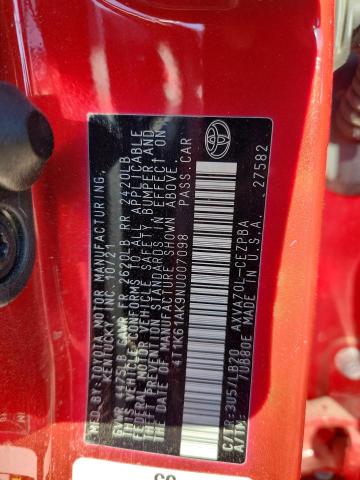 MFD.BY: TOYOTA MOTOR MANUFACTURING,
KENTUCKY INC. 10/21
GVWR 4175LB GAWR FR 2620LB RR 2420LB
THIS VEHICLE CONFORMS TO ALL APPLICABLE
FEDERAL MOTOR VEHICLE SAFETY, BUMPER, AND
THEFT PREVENTION STANDARDS IN EFFECT ON
THE DATE OF MANUFACTURE SHOWN ABOVE.
4T1K61AK9NU007098 PASS.CAR
C/TR:3U5/LB20 AXVA70L-CEZPBA
A/TM: /UB80E MADE IN U.S.A.
27582